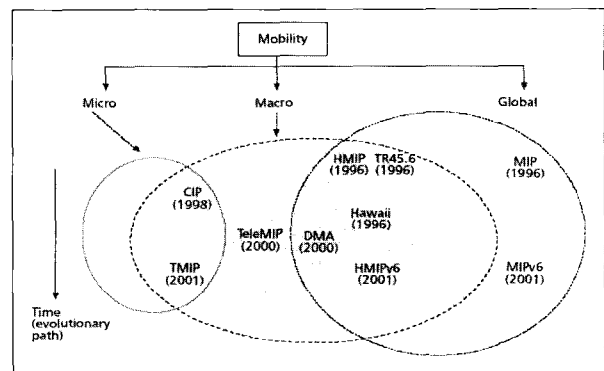 Mobility
Micro
Macro
Global
HMIP TR45.6
(1996) (1996)
MIP
(1996)
CIP
(1998)
Hawaii
(1996)
TeleMIP
(2000)
DMA
(2000)
TMIP
(2001)
HMIPv6
(2001)
MIPv6
(2001)
Time
(evolutionary
path)